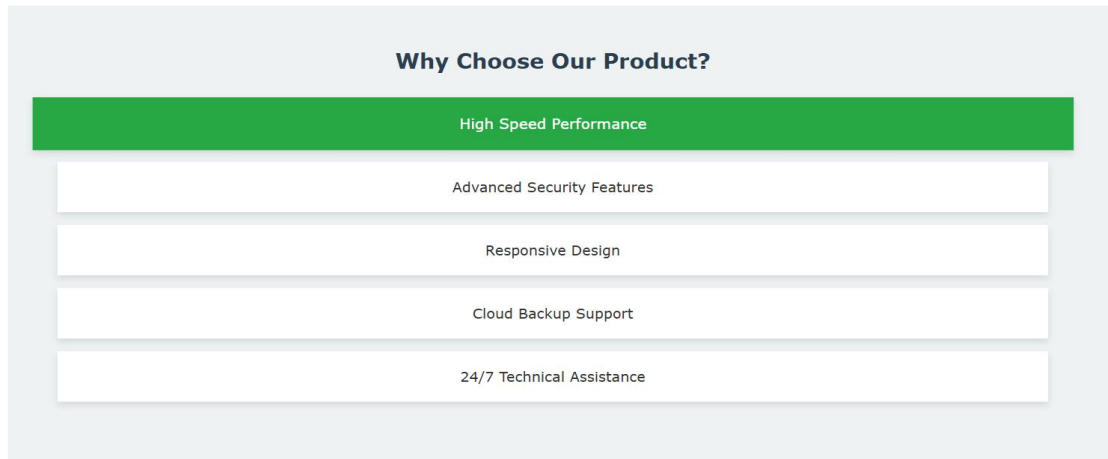 Why Choose Our Product?
High Speed Performance
Advanced Security Features
Responsive Design
Cloud Backup Support
24/7 Technical Assistance